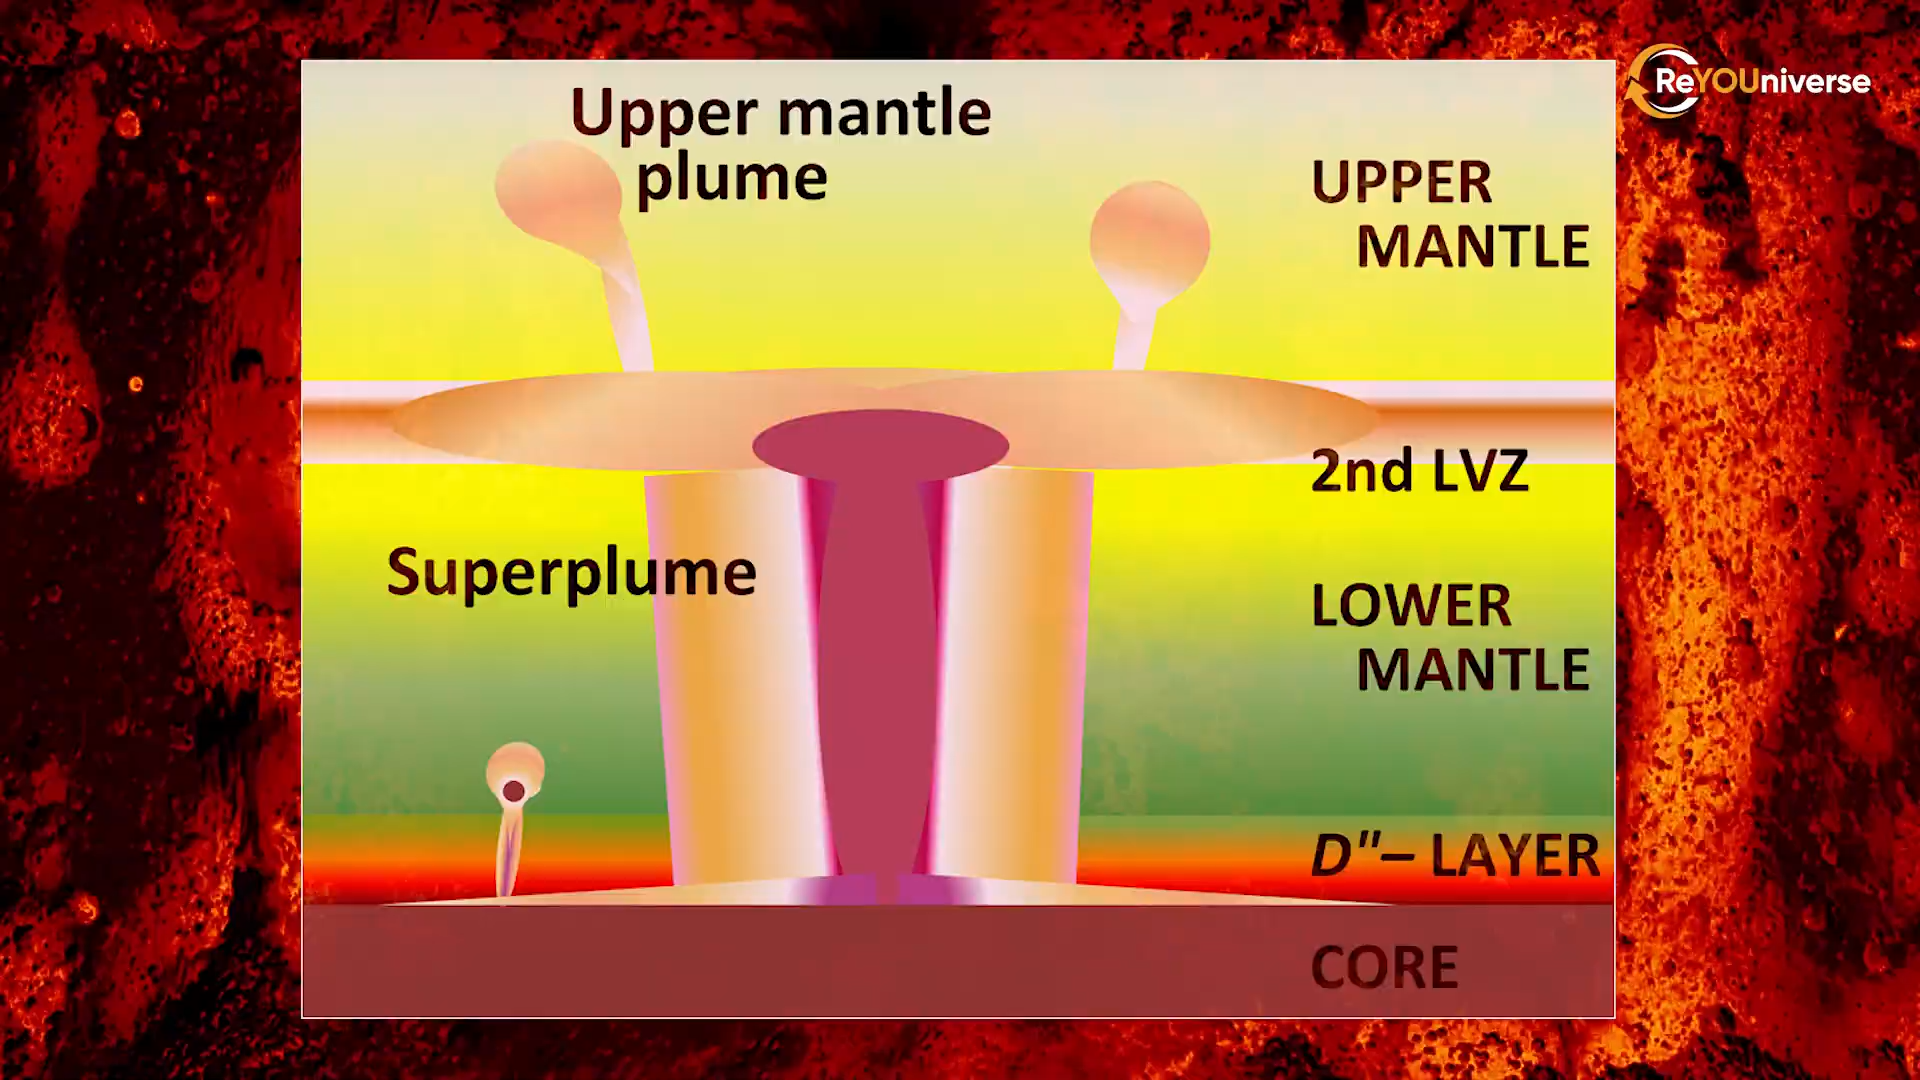 ReYOUniverse
Upper mantle
plume
UPPER
MANTLE
2nd LVZ
Superplume
LOWER
MANTLE
D"– LAYER
CORE